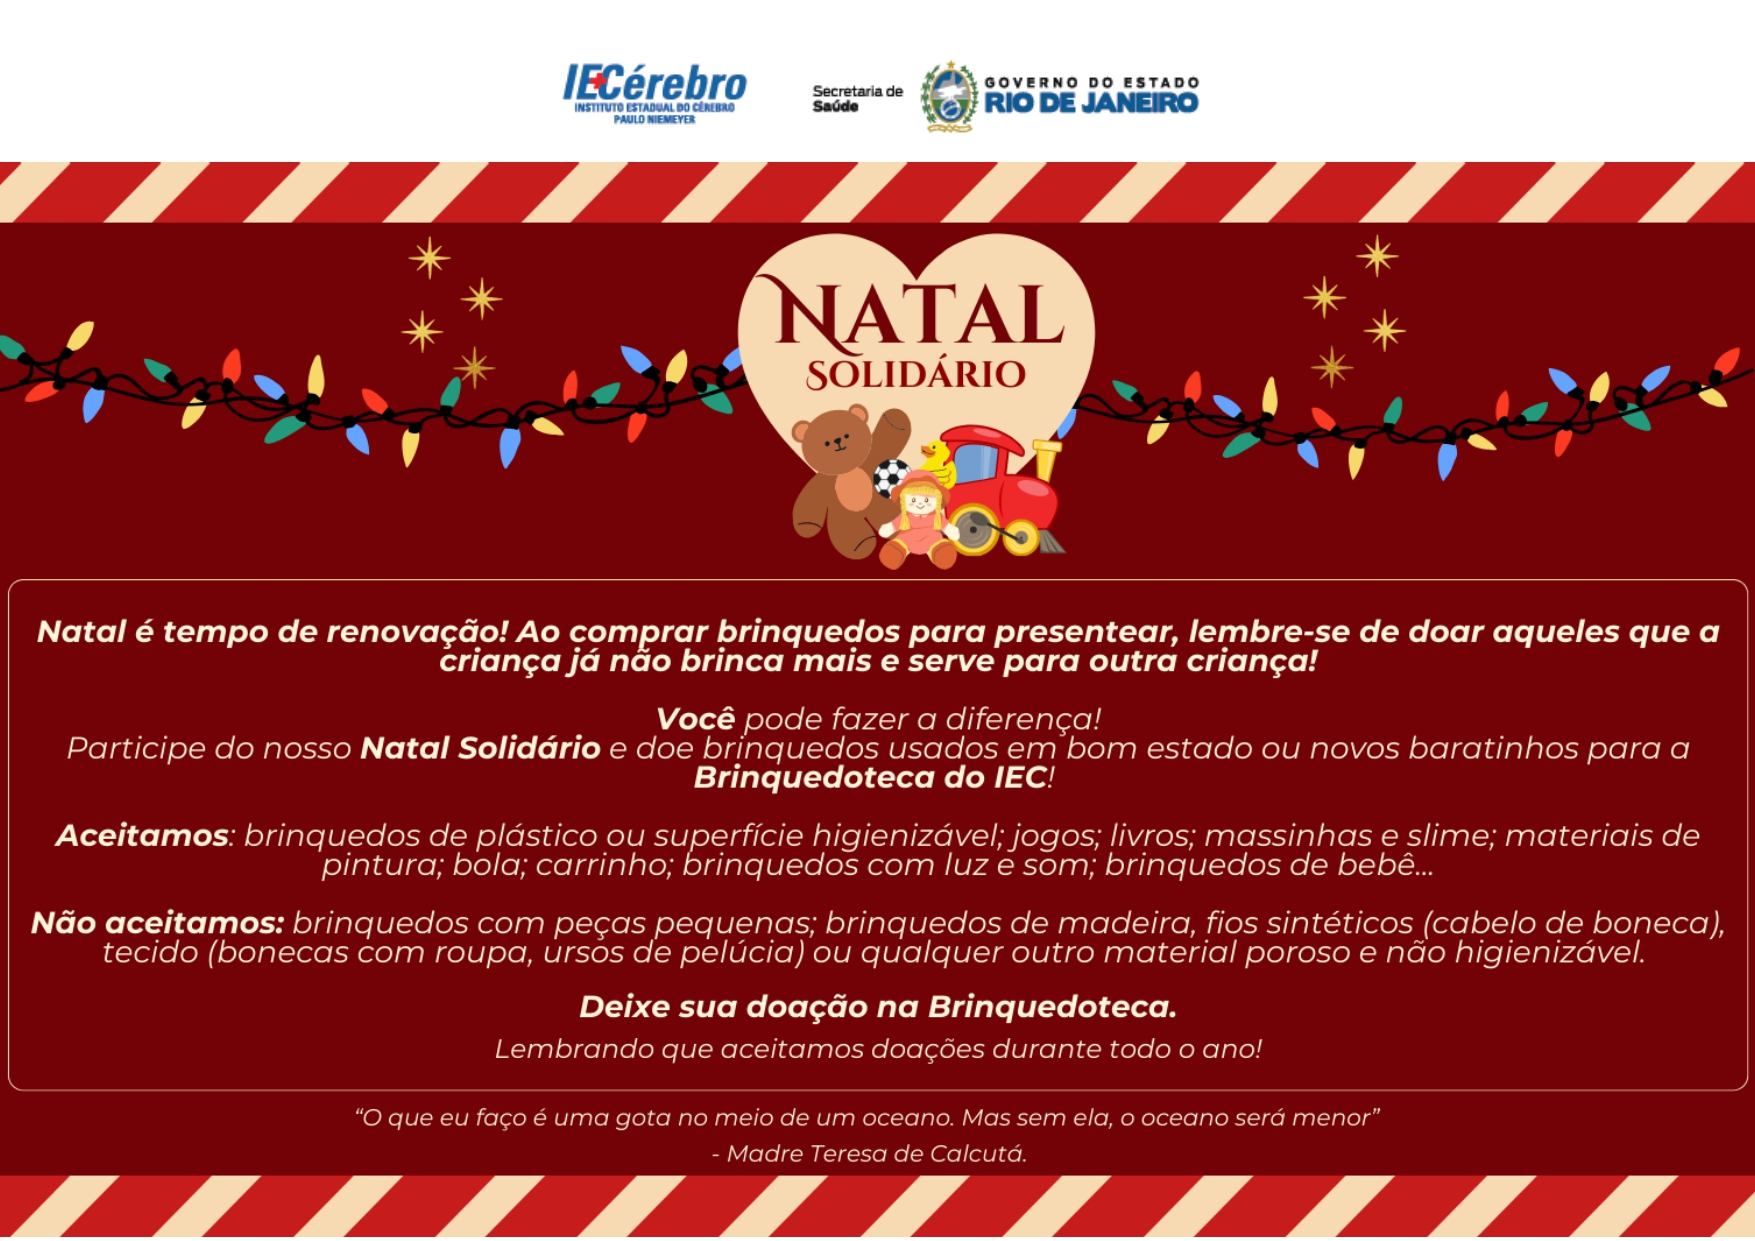 IECérebro
INSTITUTO ESTADUAL DO CÉREBRO
PAULO NIEMEYER
Secretaria de
Saúde
GOVERNO DO ESTADO
RIO DE JANEIRO
NATAL
SOLIDÁRIO
Natal é tempo de renovação! Ao comprar brinquedos para presentear, lembre-se de doar aqueles que a
criança já não brinca mais e serve para outra criança!
Você pode fazer a diferença!
Participe do nosso Natal Solidário e doe brinquedos usados em bom estado ou novos baratinhos para a
Brinquedoteca do IEC!
Aceitamos: brinquedos de plástico ou superfície higienizável; jogos; livros; massinhas e slime; materiais de
pintura; bola; carrinho; brinquedos com luz e som; brinquedos de bebê...
Não aceitamos: brinquedos com peças pequenas; brinquedos de madeira, fios sintéticos (cabelo de boneca),
tecido (bonecas com roupa, ursos de pelúcia) ou qualquer outro material poroso e não higienizável.
Deixe sua doação na Brinquedoteca.
Lembrando que aceitamos doações durante todo o ano!
“O que eu faço é uma gota no meio de um oceano. Mas sem ela, o oceano será menor”
- Madre Teresa de Calcutá.